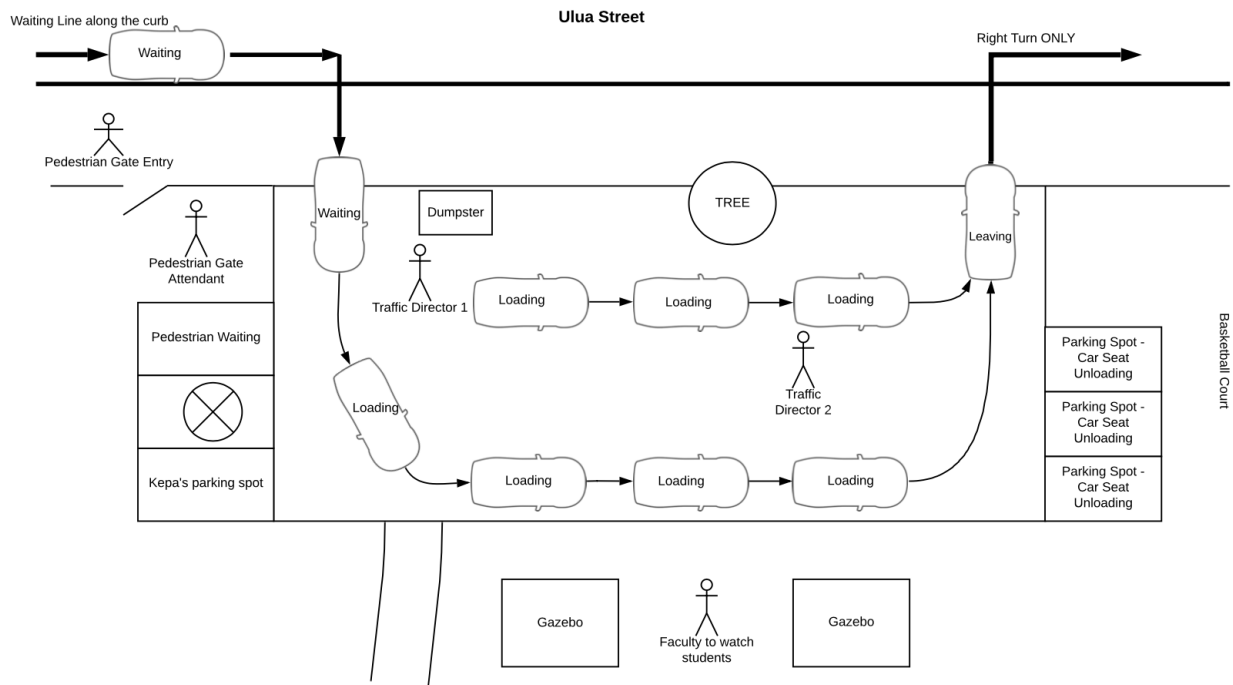 Ulua Street
Waiting Line along the curb
Waiting
Right Turn ONLY
Pedestrian Gate Entry
Waiting
Dumpster
TREE
Leaving
Pedestrian Gate
Attendant
Traffic Director 1
Loading
Loading
Loading
Pedestrian Waiting
Traffic
Director 2
Loading
Parking Spot -
Car Seat
Unloading
Basketball Court
Parking Spot -
Car Seat
Unloading
Kepa's parking spot
Loading
Loading
Loading
Parking Spot -
Car Seat
Unloading
Gazebo
Faculty to watch
students
Gazebo